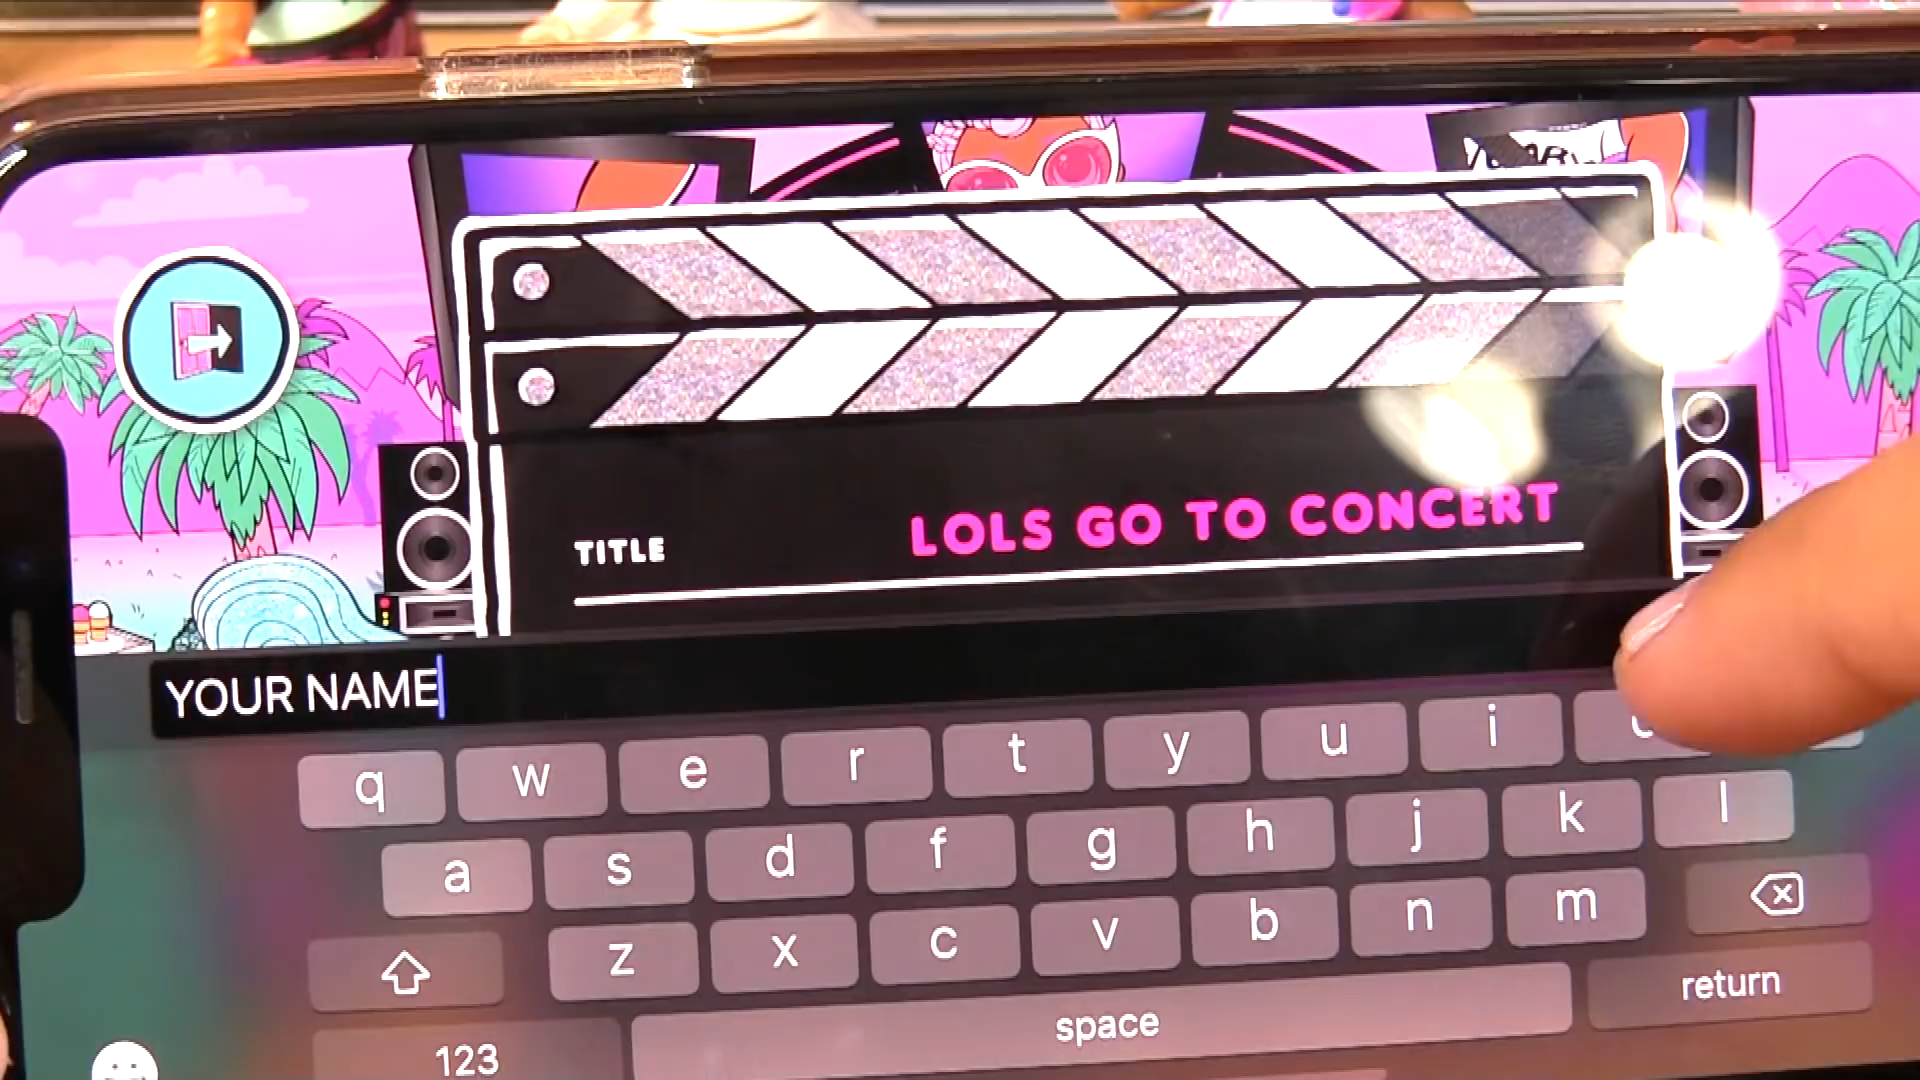 LOLS GO TO CONCERT
TITLE
YOUR NAME
q w e r t y u i
a s d f g h j k l
z x c v b n m
return
space
123